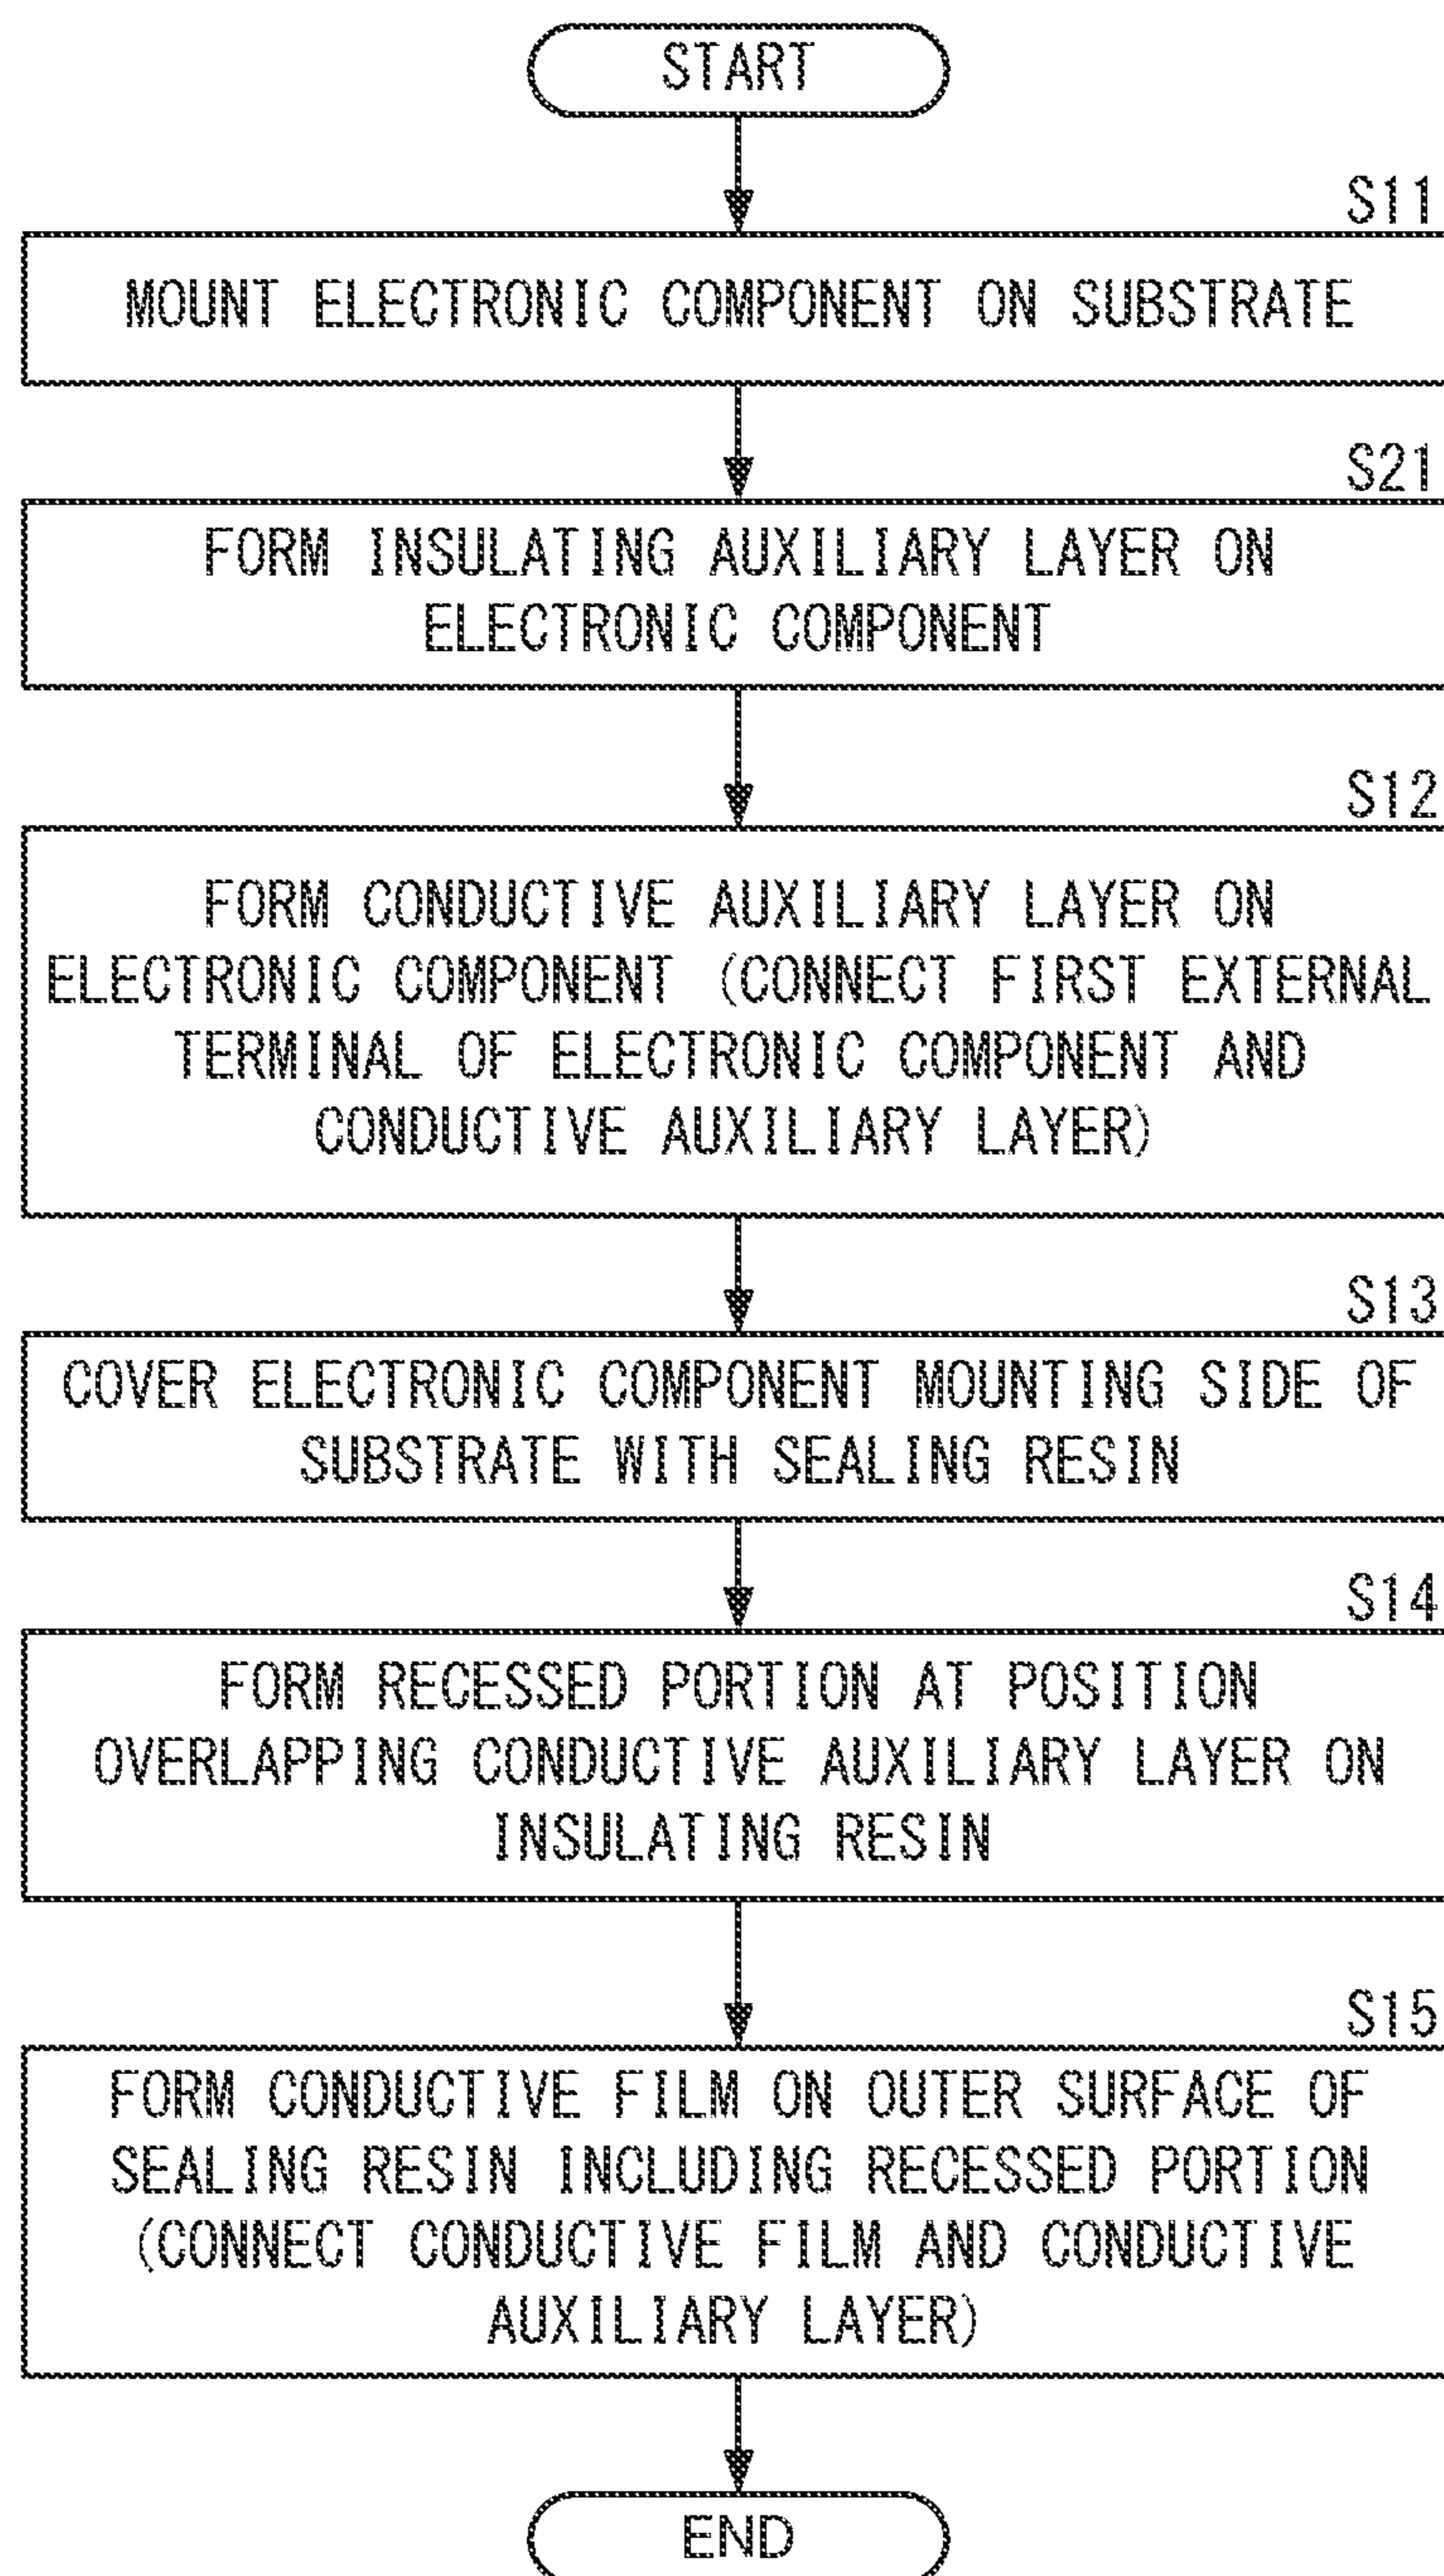 START
S11
MOUNT ELECTRONIC COMPONENT ON SUBSTRATE
S21
FORM INSULATING AUXILIARY LAYER ON
ELECTRONIC COMPONENT
S12
FORM CONDUCTIVE AUXILIARY LAYER ON
ELECTRONIC COMPONENT (CONNECT FIRST EXTERNAL
TERMINAL OF ELECTRONIC COMPONENT AND
CONDUCTIVE AUXILIARY LAYER)
S13
COVER ELECTRONIC COMPONENT MOUNTING SIDE OF
SUBSTRATE WITH SEALING RESIN
S14
FORM RECESSED PORTION AT POSITION
OVERLAPPING CONDUCTIVE AUXILIARY LAYER ON
INSULATING RESIN
S15
FORM CONDUCTIVE FILM ON OUTER SURFACE OF
SEALING RESIN INCLUDING RECESSED PORTION
(CONNECT CONDUCTIVE FILM AND CONDUCTIVE
AUXILIARY LAYER)
END